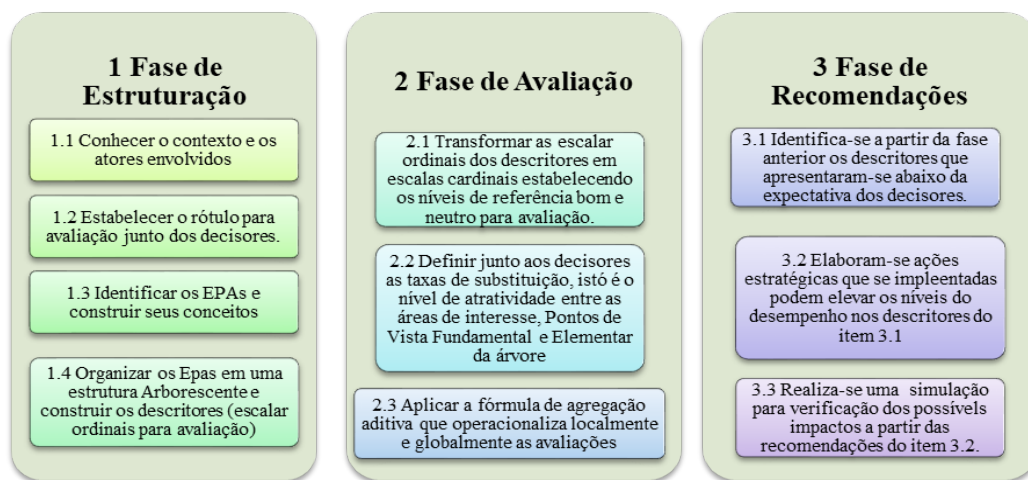 1 Fase de
Estruturação
1.1 Conhecer o contexto e os
atores envolvidos
1.2 Estabelecer o rótulo para
avaliação junto dos decisores.
1.3 Identificar os EPAs e
construir seus conceitos
1.4 Organizar os Epas em uma
estrutura Arborescente e
construir os descritores (escalar
ordinais para avaliação)
2 Fase de Avaliação
2.1 Transformar as escalar
ordinais dos descritores em
escalas cardinais estabelecendo
os níveis de referência bom e
neutro para avaliação.
2.2 Definir junto aos decisores
as taxas de substituição, istó é o
nível de atratividade entre as
áreas de interesse, Pontos de
Vista Fundamental e Elementar
da árvore
2.3 Aplicar a fórmula de agregação
aditiva que operacionaliza localmente
e globalmente as avaliações
3 Fase de
Recomendações
3.1 Identifica-se a partir da fase
anterior os descritores que
apresentaram-se abaixo da
expectativa dos decisores.
3.2 Elaboram-se ações
estratégicas que se impleentadas
podem elevar os níveis do
desempenho nos descritores do
item 3.1
3.3 Realiza-se uma simulação
para verificação dos possíveis
impactos a partir das
recomendações do item 3.2.